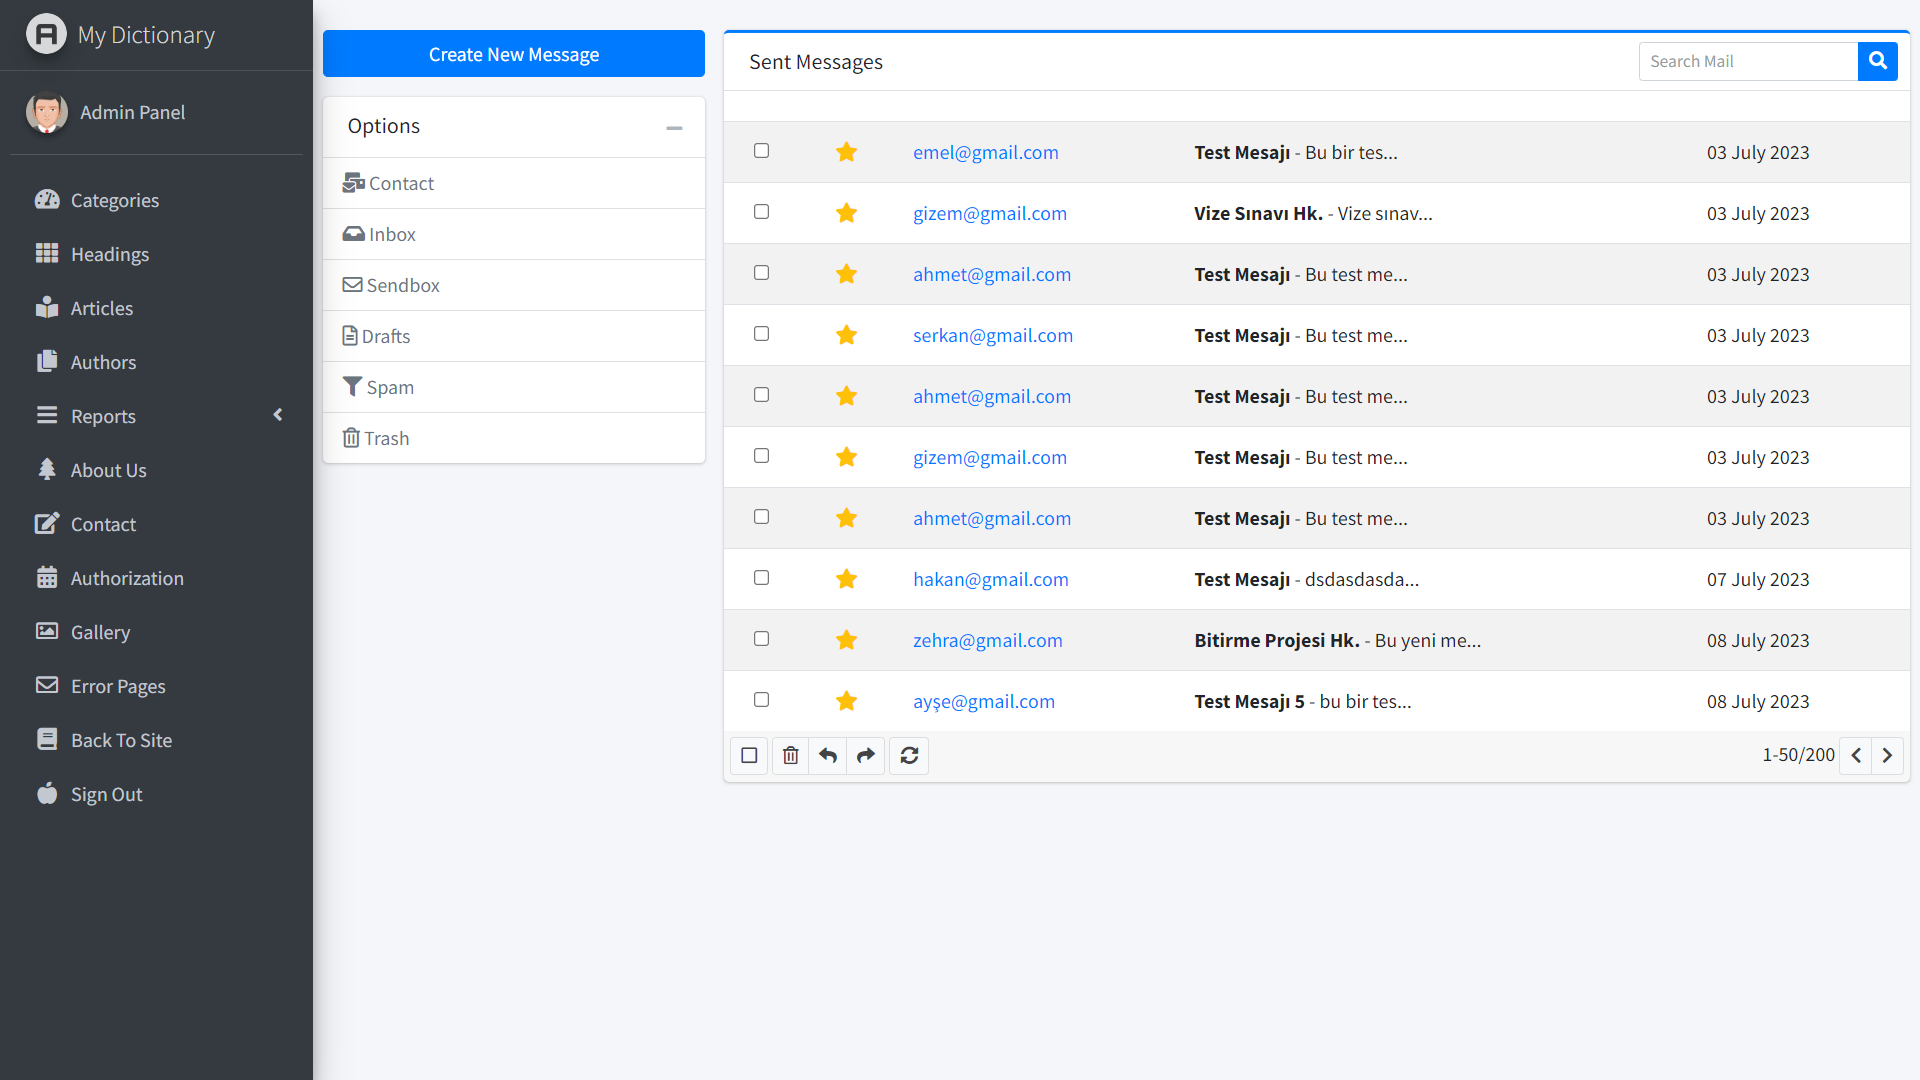 My Dictionary
Admin Panel
Categories
Headings
Articles
Authors
Reports
About Us
Contact
Authorization
Gallery
Error Pages
Back To Site
Sign Out
Create New Message
Options
Contact
Inbox
Sendbox
Drafts
Spam
Trash
Sent Messages
Search Mail
emel@gmail.com Test Mesajı - Bu bir tes... 03 July 2023
gizem@gmail.com Vize Sınavı Hk. - Vize sınav... 03 July 2023
ahmet@gmail.com Test Mesajı - Bu test me... 03 July 2023
serkan@gmail.com Test Mesajı - Bu test me... 03 July 2023
ahmet@gmail.com Test Mesajı - Bu test me... 03 July 2023
gizem@gmail.com Test Mesajı - Bu test me... 03 July 2023
ahmet@gmail.com Test Mesajı - Bu test me... 03 July 2023
hakan@gmail.com Test Mesajı - dsdasdasda... 07 July 2023
zehra@gmail.com Bitirme Projesi Hk. - Bu yeni me... 08 July 2023
ayşe@gmail.com Test Mesajı 5 - bu bir tes... 08 July 2023
1-50/200